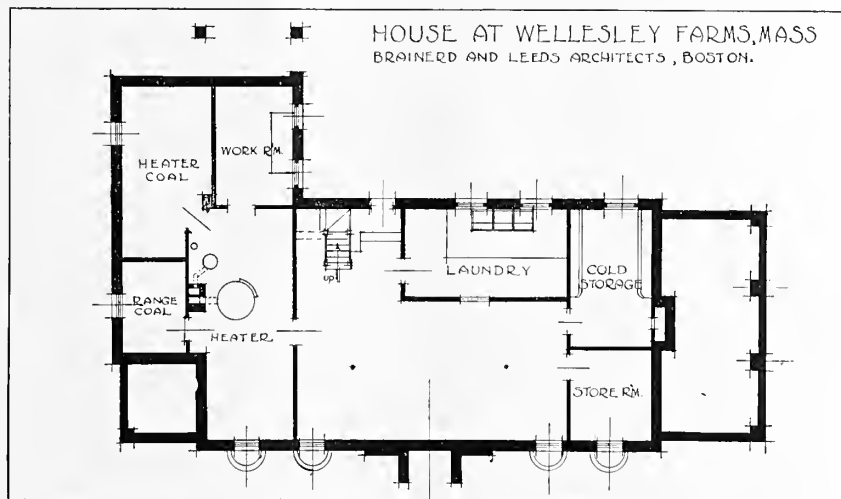 HOUSE AT WELLESLEY FARMS, MASS
BRAINERD AND LEEDS ARCHITECTS, BOSTON.
WORK RM.
HEATER
COAL
UP
LAUNDRY
COLD
STORAGE
RANGE
COAL
HEATER
STORE R'M.